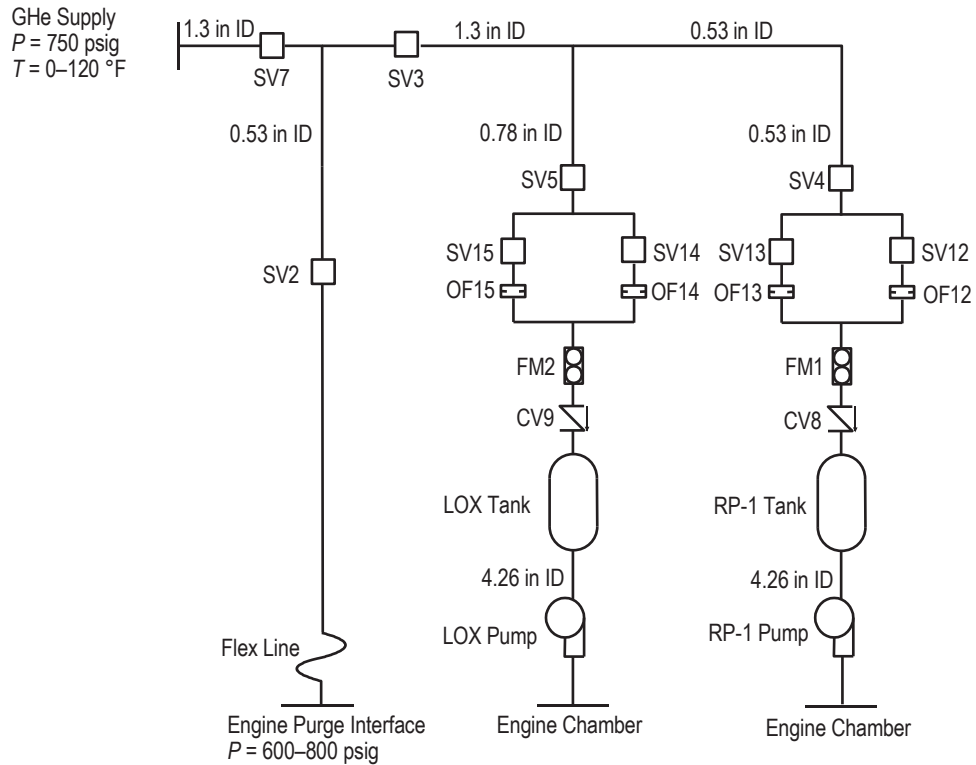 GHe Supply
P = 750 psig
T = 0–120 °F
1.3 in ID
SV7
SV3
1.3 in ID
0.53 in ID
0.53 in ID
0.78 in ID
0.53 in ID
SV5
SV4
SV2
SV15
SV14
SV13
SV12
OF15
OF14
OF13
OF12
FM2
FM1
CV9
CV8
LOX Tank
RP-1 Tank
4.26 in ID
4.26 in ID
LOX Pump
RP-1 Pump
Flex Line
Engine Purge Interface
P = 600–800 psig
Engine Chamber
Engine Chamber